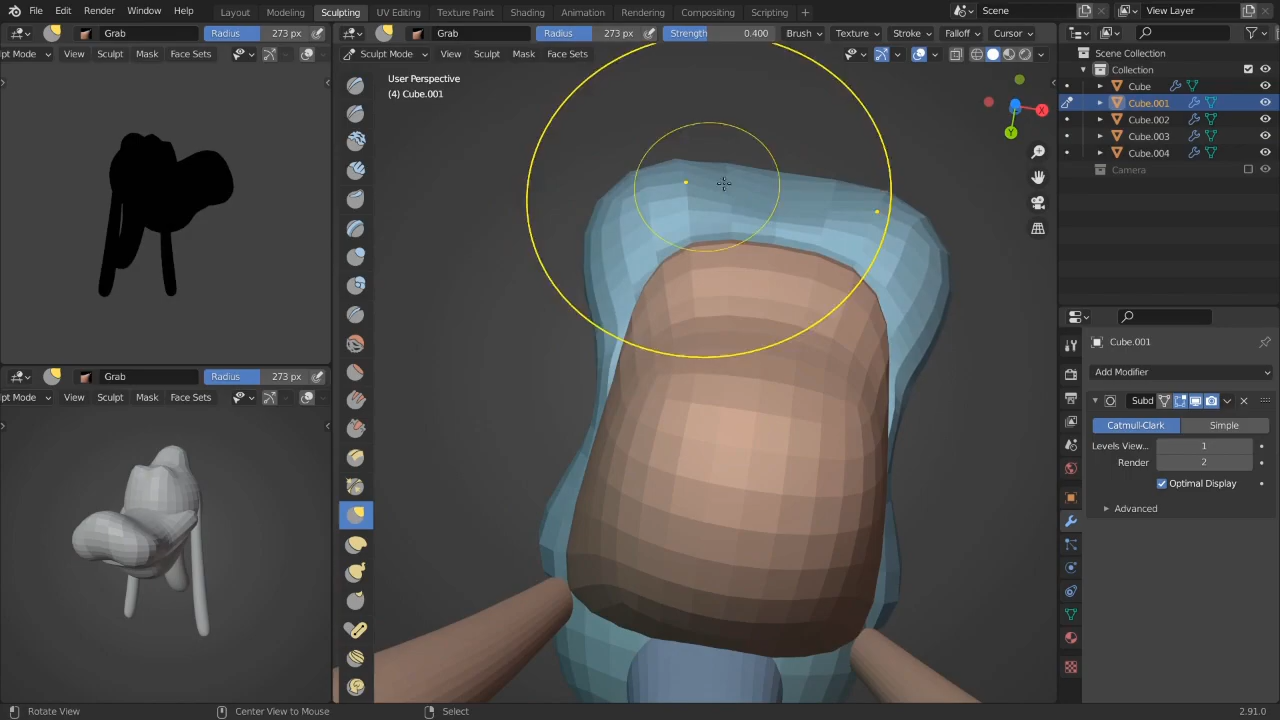 File Edit Render Window Help Layout Modeling Sculpting UV Editing Texture Paint Shading Animation Rendering Compositing Scripting + Scene View Layer
Grab Radius 273 px
Grab Radius 273 px Strength 0.400 Brush Texture Stroke Falloff Cursor
pt Mode View Sculpt Mask Face Sets
Sculpt Mode View Sculpt Mask Face Sets
User Perspective
(4) Cube.001
X
Y
Scene Collection
Collection
Cube
Cube.001
Cube.002
Cube.003
Cube.004
Camera
Grab Radius 273 px
pt Mode View Sculpt Mask Face Sets
Cube.001
Add Modifier
Subd
Catmull-Clark Simple
Levels View... 1
Render 2
Optimal Display
Advanced
Rotate View Center View to Mouse Select 2.91.0